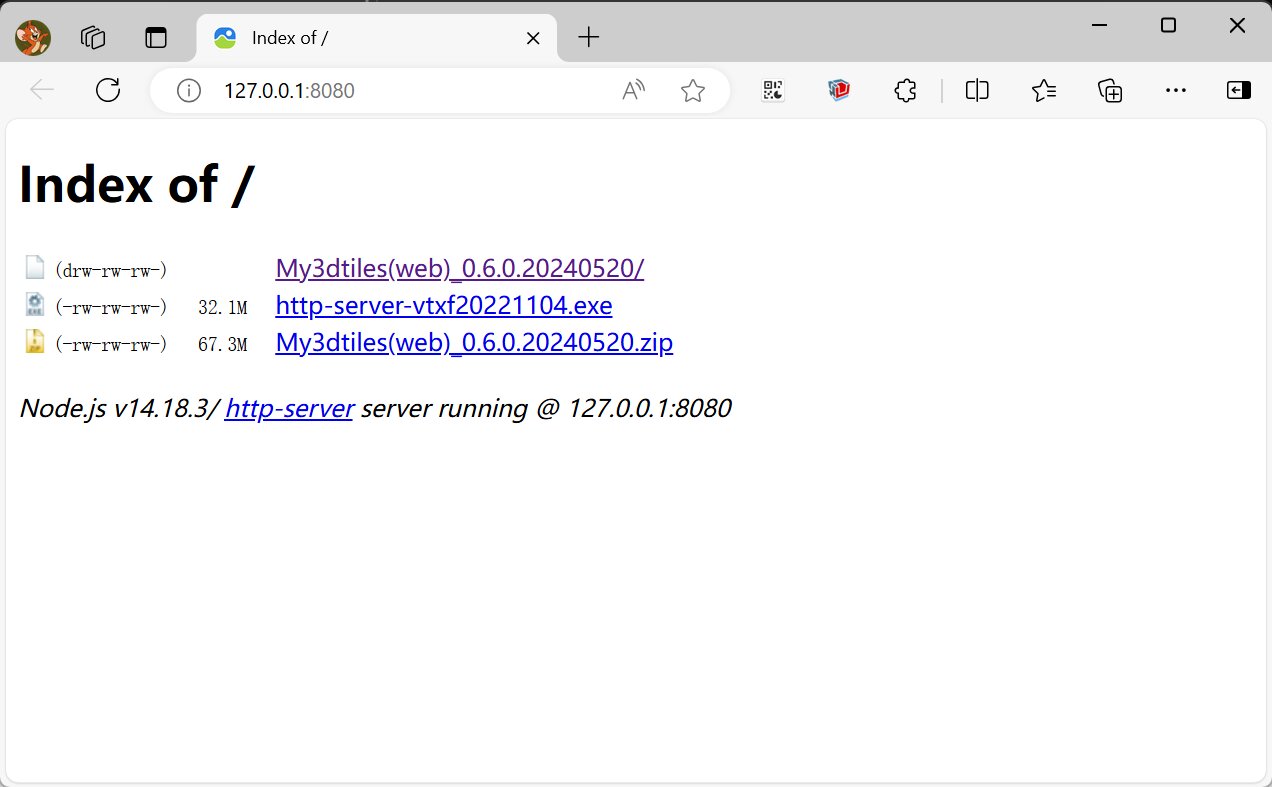 Index of /
127.0.0.1:8080
Index of /
(drw-rw-rw-) My3dtiles(web)_0.6.0.20240520/
(-rw-rw-rw-) 32.1M http-server-vtxf20221104.exe
(-rw-rw-rw-) 67.3M My3dtiles(web)_0.6.0.20240520.zip
Node.js v14.18.3/ http-server server running @ 127.0.0.1:8080